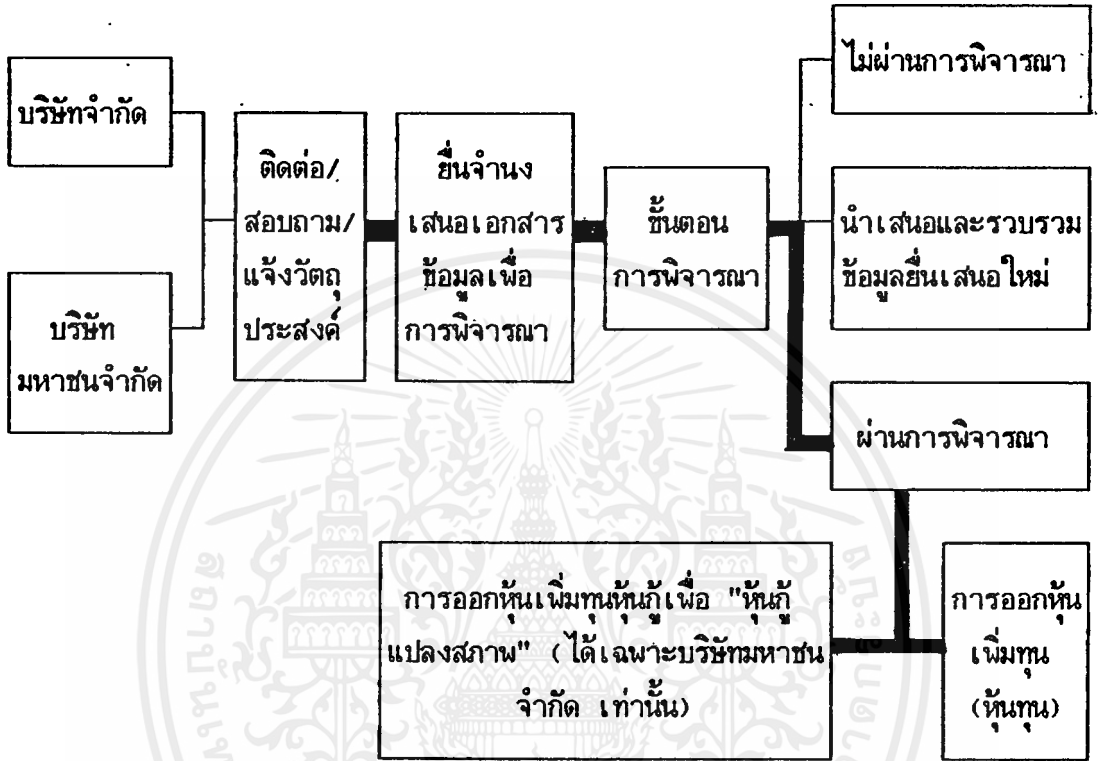 บริษัทจำกัด
บริษัท
มหาชนจำกัด
ติดต่อ/
สอบถาม/
แจ้งวัตถุ
ประสงค์
ยื่นจำนง
เสนอเอกสาร
ข้อมูลเพื่อ
การพิจารณา
ขั้นตอน
การพิจารณา
ไม่ผ่านการพิจารณา
นำเสนอและรวบรวม
ข้อมูลยื่นเสนอใหม่
ผ่านการพิจารณา
การออกหุ้นเพิ่มทุนหุ้นกู้เพื่อ "หุ้นกู้
แปลงสภาพ" (ได้เฉพาะบริษัทมหาชน
จำกัด เท่านั้น)
การออกหุ้น
เพิ่มทุน
(หุ้นทุน)